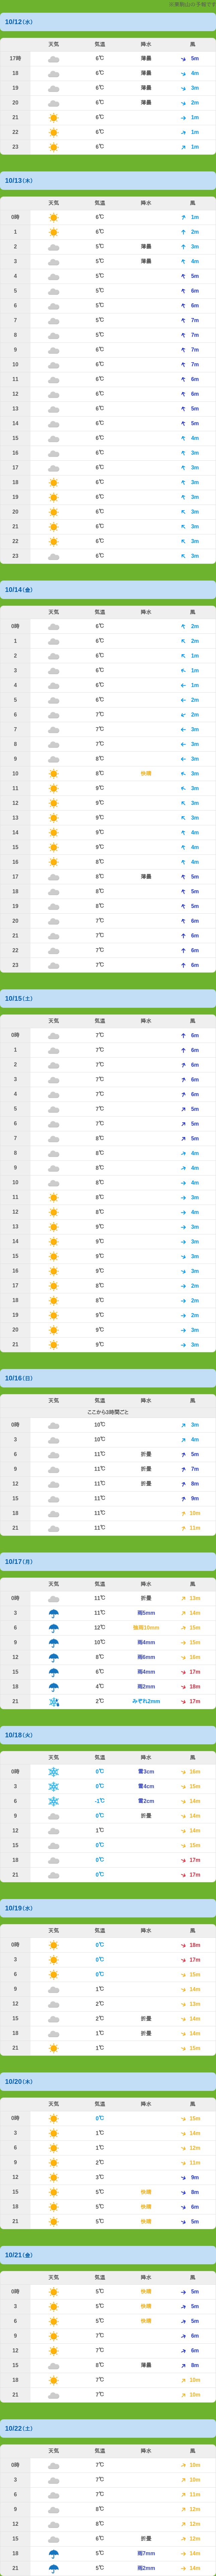 の予報です
10/12(水)
天気 気温 降水 風
17時 6℃ 薄曇 5m
18 6℃ 薄曇 4m
19 6℃ 薄曇 3m
20 6℃ 薄曇 2m
21 6℃ 1m
22 6℃ 1m
23 6℃ 1m
10/13(木)
天気 気温 降水 風
0時 6℃ 1m
1 6℃ 2m
2 5℃ 薄曇 3m
3 5℃ 薄曇 4m
4 5℃ 5m
5 5℃ 6m
6 5℃ 6m
7 5℃ 7m
8 5℃ 7m
9 6℃ 7m
10 6℃ 7m
11 6℃ 6m
12 6℃ 6m
13 6℃ 5m
14 6℃ 5m
15 6℃ 4m
16 6℃ 3m
17 6℃ 3m
18 6℃ 3m
19 6℃ 3m
20 6℃ 3m
21 6℃ 3m
22 6℃ 3m
23 6℃ 3m
10/14(金)
天気 気温 降水 風
0時 6℃ 2m
1 6℃ 2m
2 6℃ 1m
3 6℃ 1m
4 6℃ 1m
5 6℃ 2m
6 7℃ 2m
7 7℃ 3m
8 7℃ 3m
9 8℃ 3m
10 8℃ 快晴 3m
11 9℃ 3m
12 9℃ 3m
13 9℃ 3m
14 9℃ 4m
15 9℃ 4m
16 8℃ 4m
17 8℃ 薄曇 5m
18 8℃ 5m
19 8℃ 5m
20 7℃ 6m
21 7℃ 6m
22 7℃ 6m
23 7℃ 6m
10/15(土)
天気 気温 降水 風
0時 7℃ 6m
1 7℃ 6m
2 7℃ 6m
3 7℃ 6m
4 7℃ 6m
5 7℃ 5m
6 7℃ 5m
7 8℃ 5m
8 8℃ 4m
9 8℃ 4m
10 8℃ 4m
11 8℃ 3m
12 8℃ 4m
13 9℃ 3m
14 9℃ 3m
15 9℃ 3m
16 9℃ 3m
17 8℃ 2m
18 8℃ 2m
19 9℃ 2m
20 9℃ 3m
21 9℃ 3m
10/16(日)
天気 気温 降水 風
ここから3時間ごと
0時 10℃ 3m
3 10℃ 4m
6 11℃ 折曇 5m
9 11℃ 折曇 7m
12 11℃ 折曇 8m
15 11℃ 9m
18 11℃ 10m
21 11℃ 11m
10/17(月)
天気 気温 降水 風
0時 11℃ 折曇 13m
3 11℃ 雨5mm 14m
6 12℃ 強雨10mm 15m
9 10℃ 雨4mm 15m
12 8℃ 雨6mm 16m
15 6℃ 雨4mm 17m
18 4℃ 雨2mm 18m
21 2℃ みぞれ2mm 17m
10/18(火)
天気 気温 降水 風
0時 0℃ 雪3cm 16m
3 0℃ 雪4cm 15m
6 -1℃ 雪2cm 14m
9 0℃ 折曇 14m
12 1℃ 14m
15 0℃ 15m
18 0℃ 17m
21 0℃ 17m
10/19(水)
天気 気温 降水 風
0時 0℃ 18m
3 0℃ 17m
6 0℃ 15m
9 1℃ 14m
12 2℃ 13m
15 2℃ 折曇 14m
18 1℃ 折曇 14m
21 1℃ 15m
10/20(木)
天気 気温 降水 風
0時 0℃ 15m
3 1℃ 14m
6 1℃ 12m
9 2℃ 11m
12 3℃ 9m
15 5℃ 快晴 8m
18 5℃ 快晴 6m
21 5℃ 快晴 5m
10/21(金)
天気 気温 降水 風
0時 5℃ 快晴 5m
3 5℃ 快晴 5m
6 5℃ 快晴 5m
9 7℃ 6m
12 7℃ 6m
15 8℃ 薄曇 8m
18 7℃ 10m
21 7℃ 10m
10/22(土)
天気 気温 降水 風
0時 7℃ 10m
3 7℃ 10m
6 7℃ 11m
9 8℃ 12m
12 8℃ 12m
15 6℃ 折曇 12m
18 5℃ 雨7mm 14m
21 5℃ 雨2mm 14m